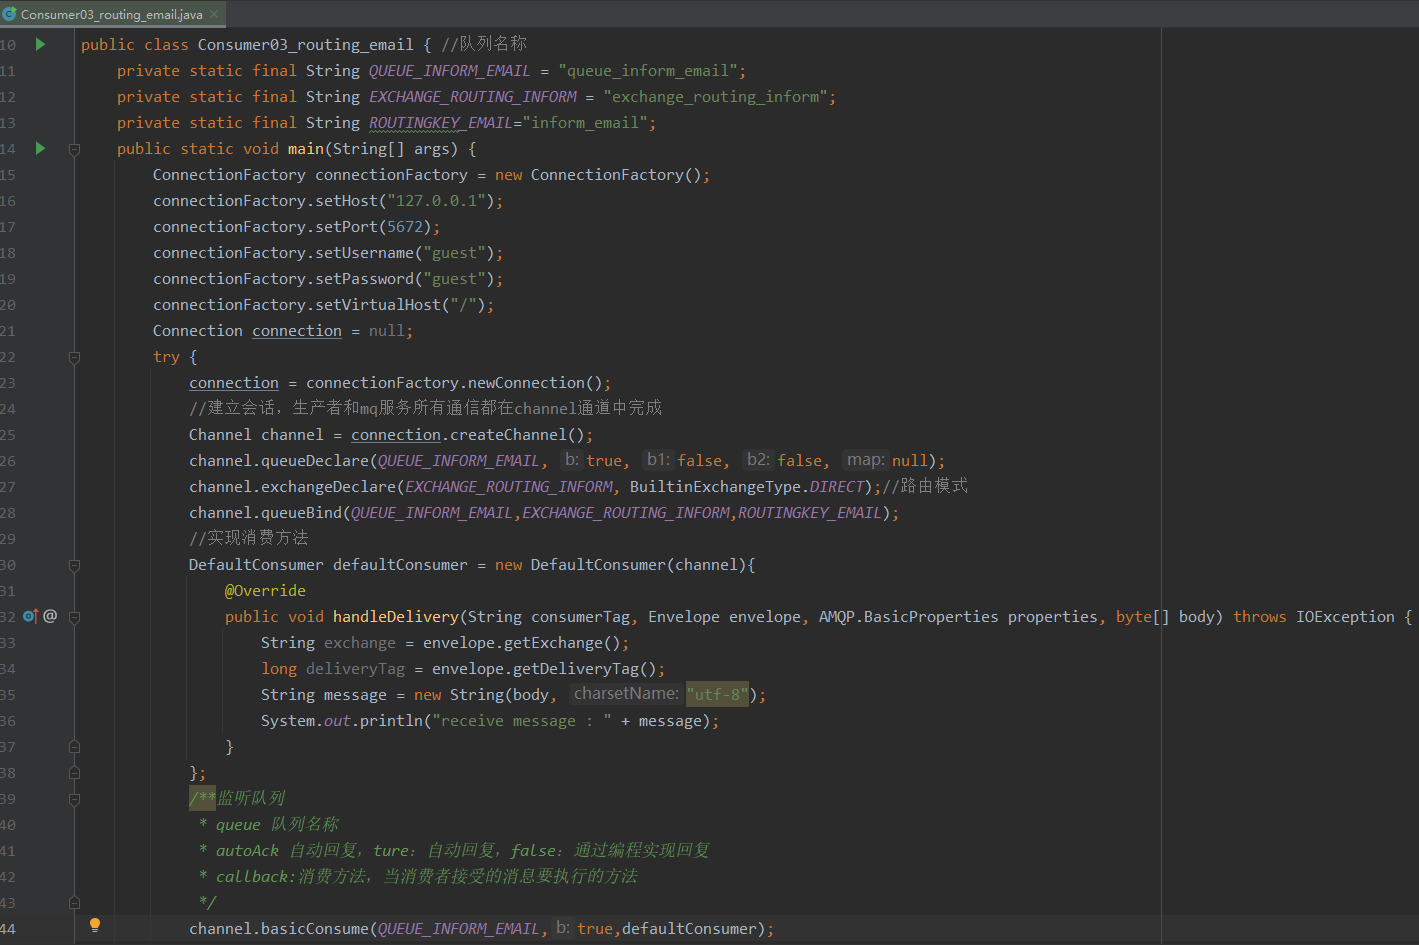 Consumer03_routing_email.java
10 public class Consumer03_routing_email { //队列名称
11 private static final String QUEUE_INFORM_EMAIL = "queue_inform_email";
12 private static final String EXCHANGE_ROUTING_INFORM = "exchange_routing_inform";
13 private static final String ROUTINGKEY_EMAIL="inform_email";
14 public static void main(String[] args) {
15 ConnectionFactory connectionFactory = new ConnectionFactory();
16 connectionFactory.setHost("127.0.0.1");
17 connectionFactory.setPort(5672);
18 connectionFactory.setUsername("guest");
19 connectionFactory.setPassword("guest");
20 connectionFactory.setVirtualHost("/");
21 Connection connection = null;
22 try {
23 connection = connectionFactory.newConnection();
24 //建立会话，生产者和mq服务所有通信都在channel通道中完成
25 Channel channel = connection.createChannel();
26 channel.queueDeclare(QUEUE_INFORM_EMAIL, b: true, b1: false, b2: false, map: null);
27 channel.exchangeDeclare(EXCHANGE_ROUTING_INFORM, BuiltinExchangeType.DIRECT);//路由模式
28 channel.queueBind(QUEUE_INFORM_EMAIL,EXCHANGE_ROUTING_INFORM,ROUTINGKEY_EMAIL);
29 //实现消费方法
30 DefaultConsumer defaultConsumer = new DefaultConsumer(channel){
31 @Override
32 @ public void handleDelivery(String consumerTag, Envelope envelope, AMQP.BasicProperties properties, byte[] body) throws IOException {
33 String exchange = envelope.getExchange();
34 long deliveryTag = envelope.getDeliveryTag();
35 String message = new String(body, charsetName: "utf-8");
36 System.out.println("receive message : " + message);
37 }
38 };
39 /**监听队列
40 * queue 队列名称
41 * autoAck 自动回复，ture：自动回复，false：通过编程实现回复
42 * callback:消费方法，当消费者接受的消息要执行的方法
43 */
44 channel.basicConsume(QUEUE_INFORM_EMAIL, b: true,defaultConsumer);